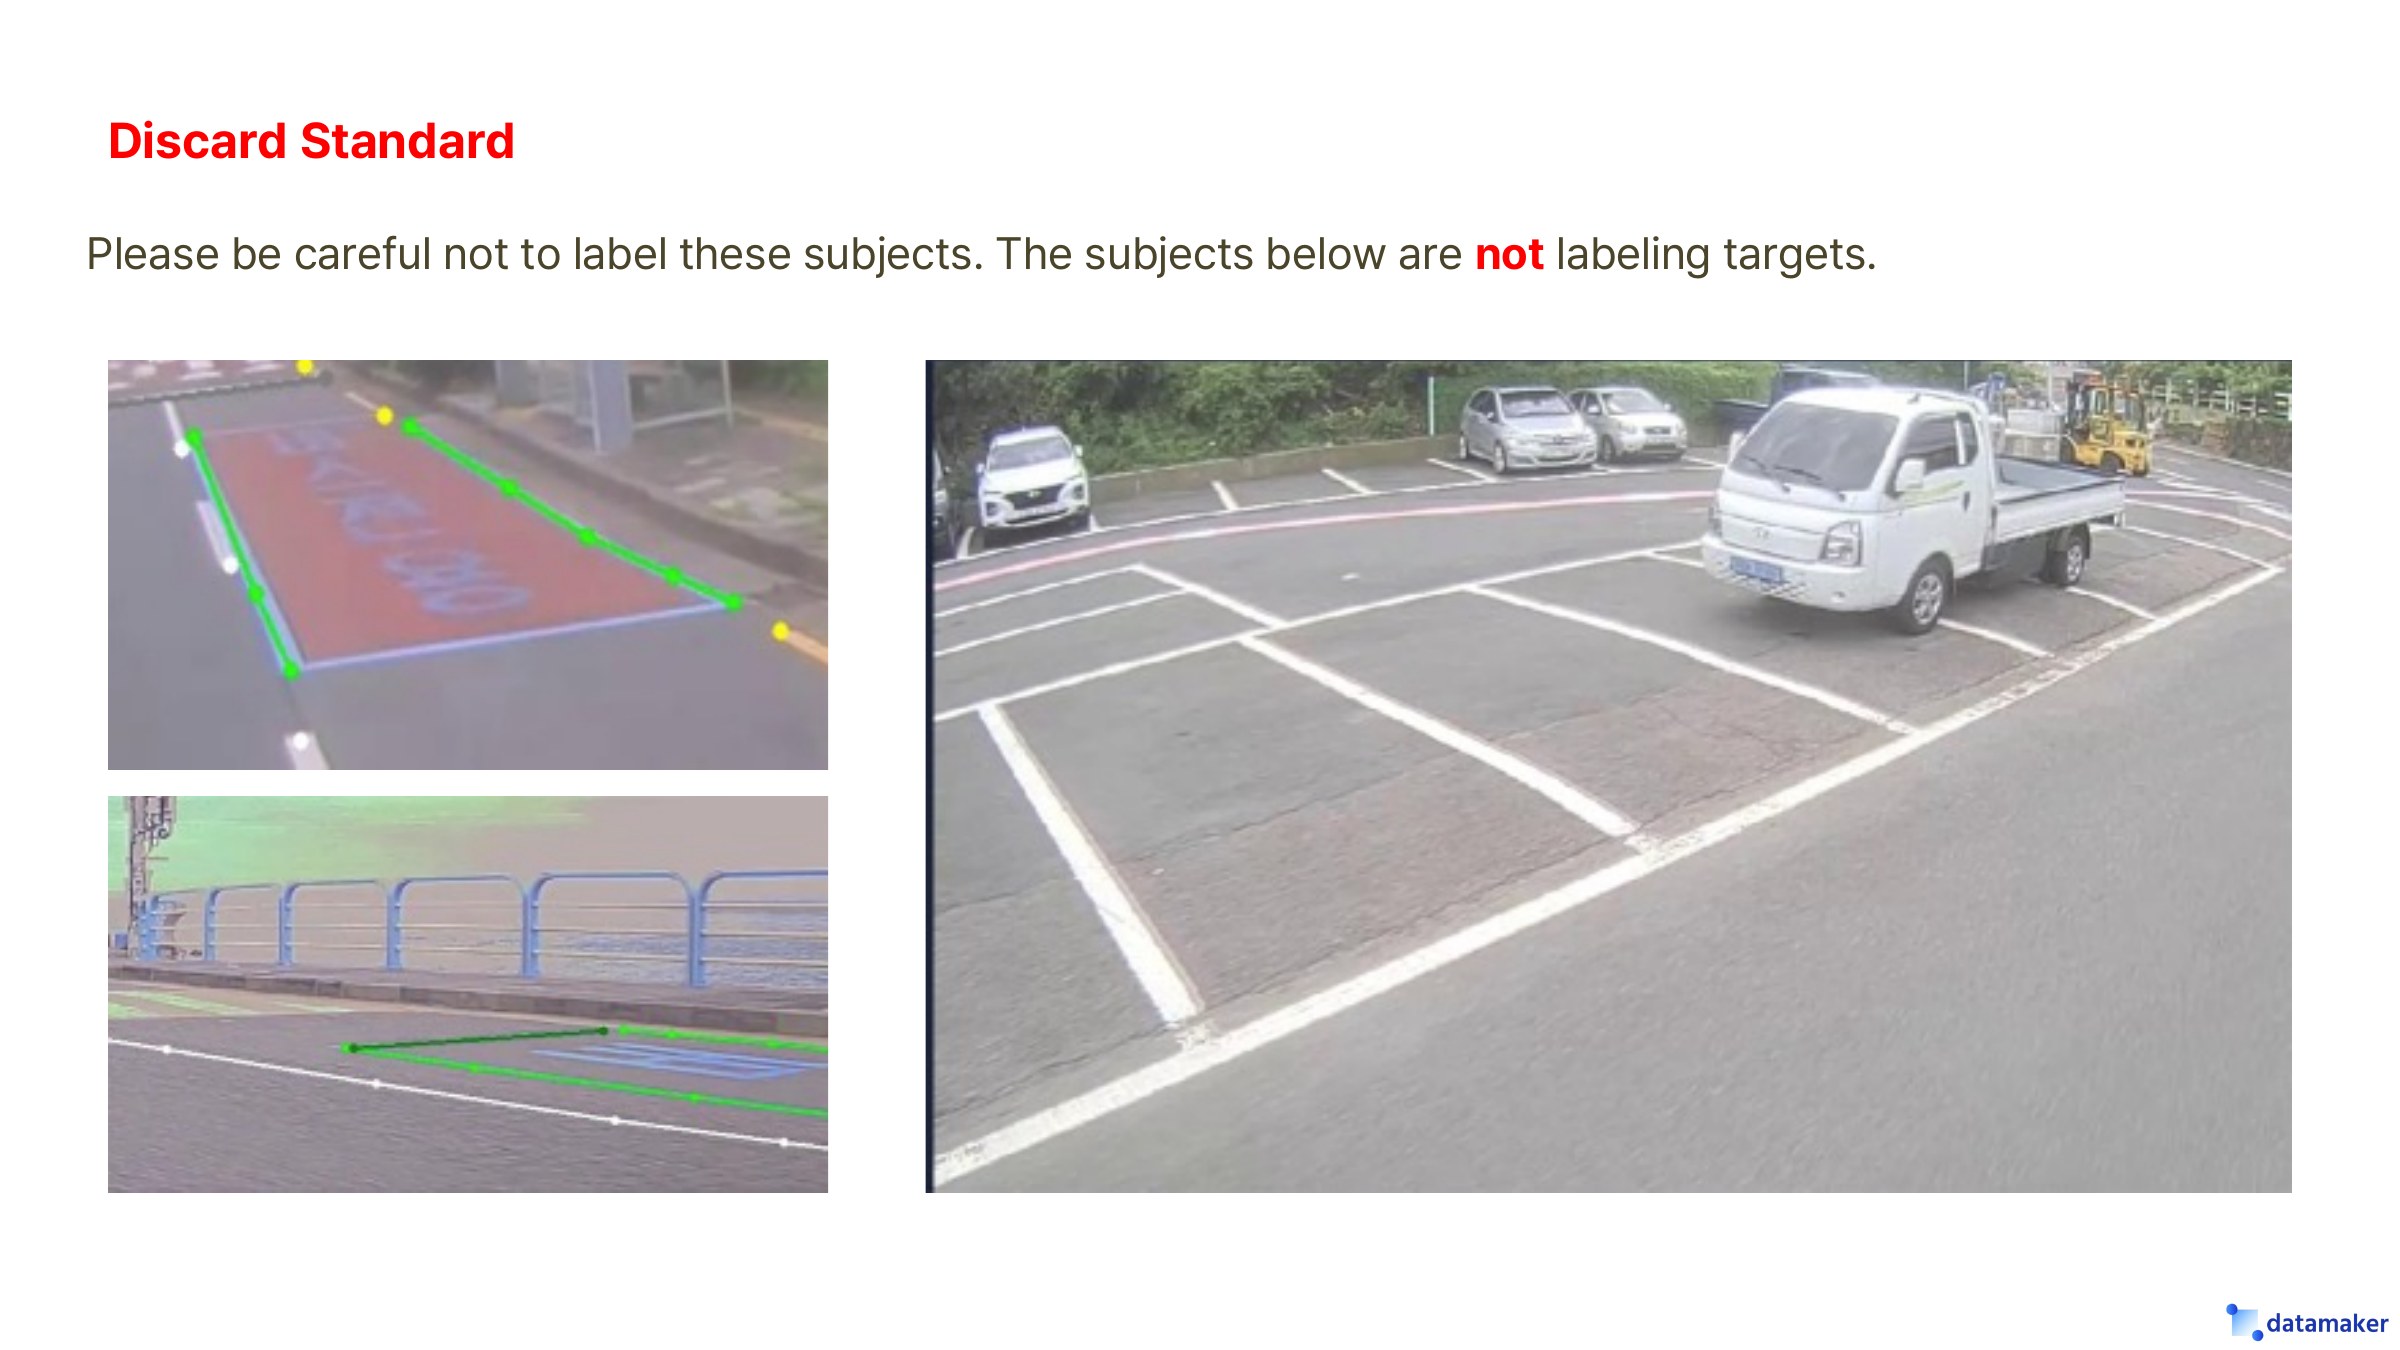 Discard Standard
Please be careful not to label these subjects. The subjects below are not labeling targets.
datamaker